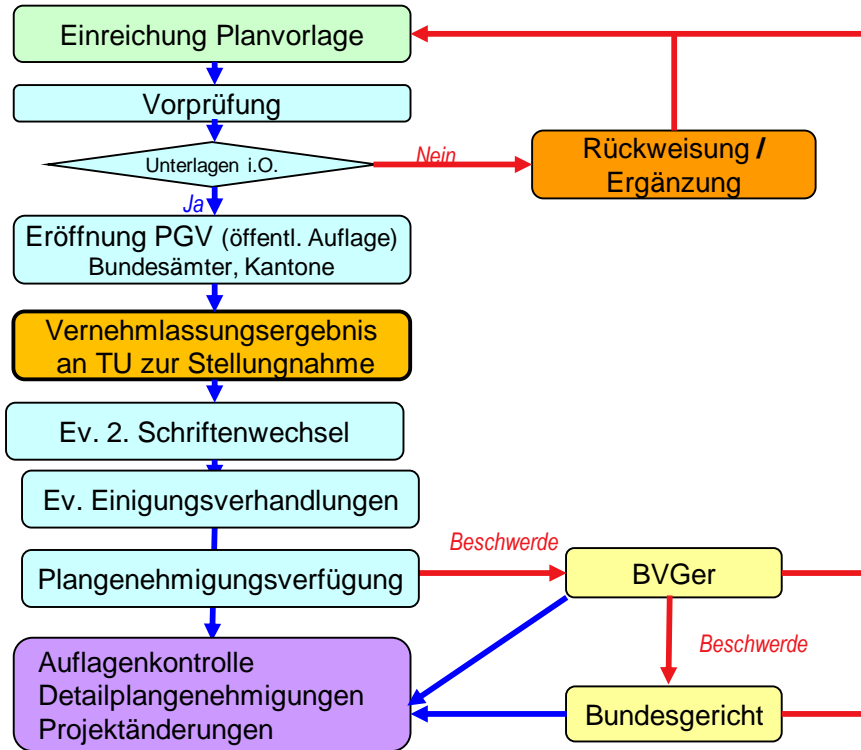 Einreichung Planvorlage
Vorprüfung
Unterlagen i.O.
Nein
Rückweisung /
Ergänzung
Ja
Eröffnung PGV (öffentl. Auflage)
Bundesämter, Kantone
Vernehmlassungsergebnis
an TU zur Stellungnahme
Ev. 2. Schriftenwechsel
Ev. Einigungsverhandlungen
Beschwerde
Plangenehmigungsverfügung
BVGer
Beschwerde
Auflagenkontrolle
Detailplangenehmigungen
Projektänderungen
Bundesgericht